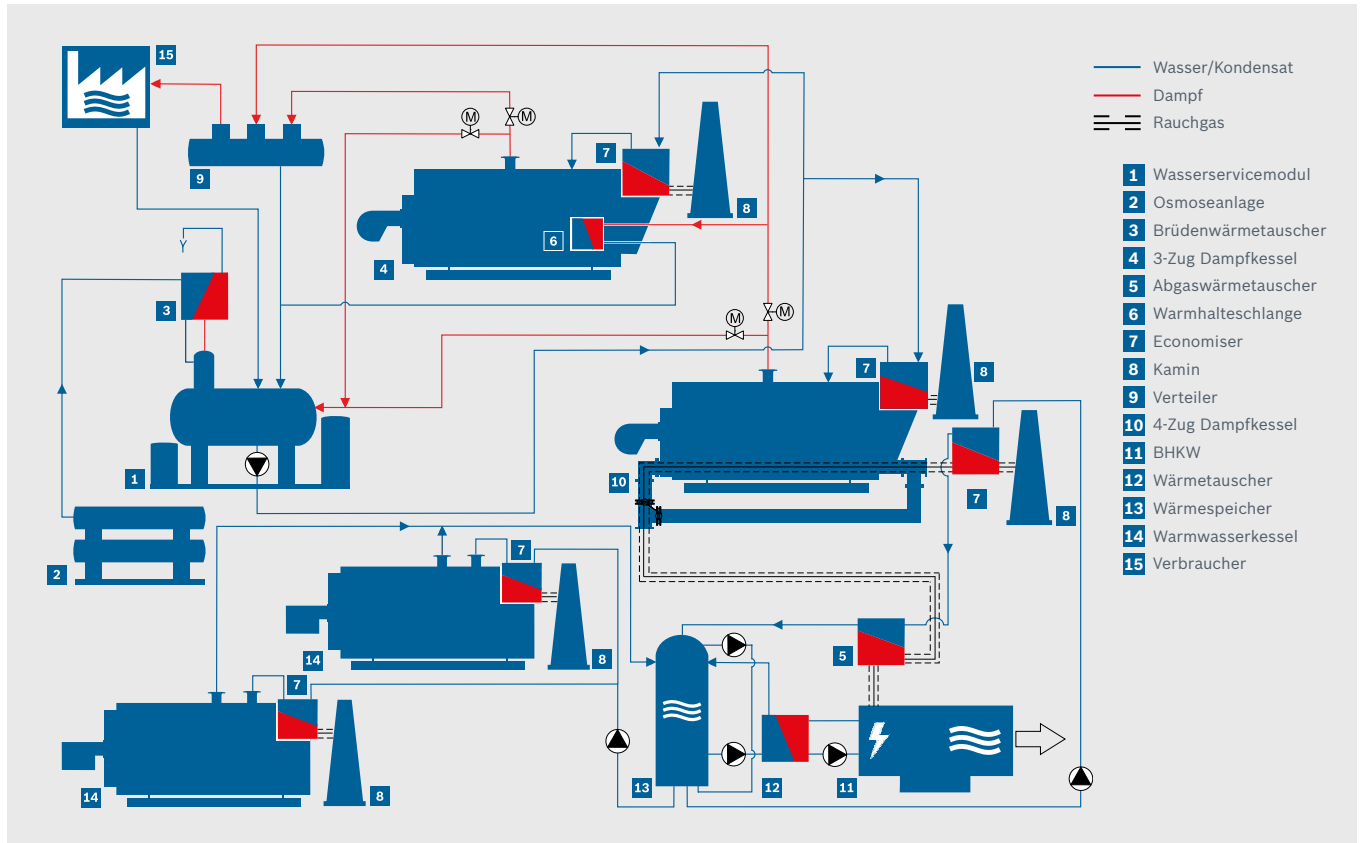 15
Wasser/Kondensat
Dampf
Rauchgas
M
M
7
9
8
6
4
3
M
M
7
8
1
10
7
8
2
7
14
8
5
7
14
8
13
12
11
1 Wasserservicemodul
2 Osmoseanlage
3 Brüdenwärmetauscher
4 3-Zug Dampfkessel
5 Abgaswärmetauscher
6 Warmhalteschlange
7 Economiser
8 Kamin
9 Verteiler
10 4-Zug Dampfkessel
11 BHKW
12 Wärmetauscher
13 Wärmespeicher
14 Warmwasserkessel
15 Verbraucher